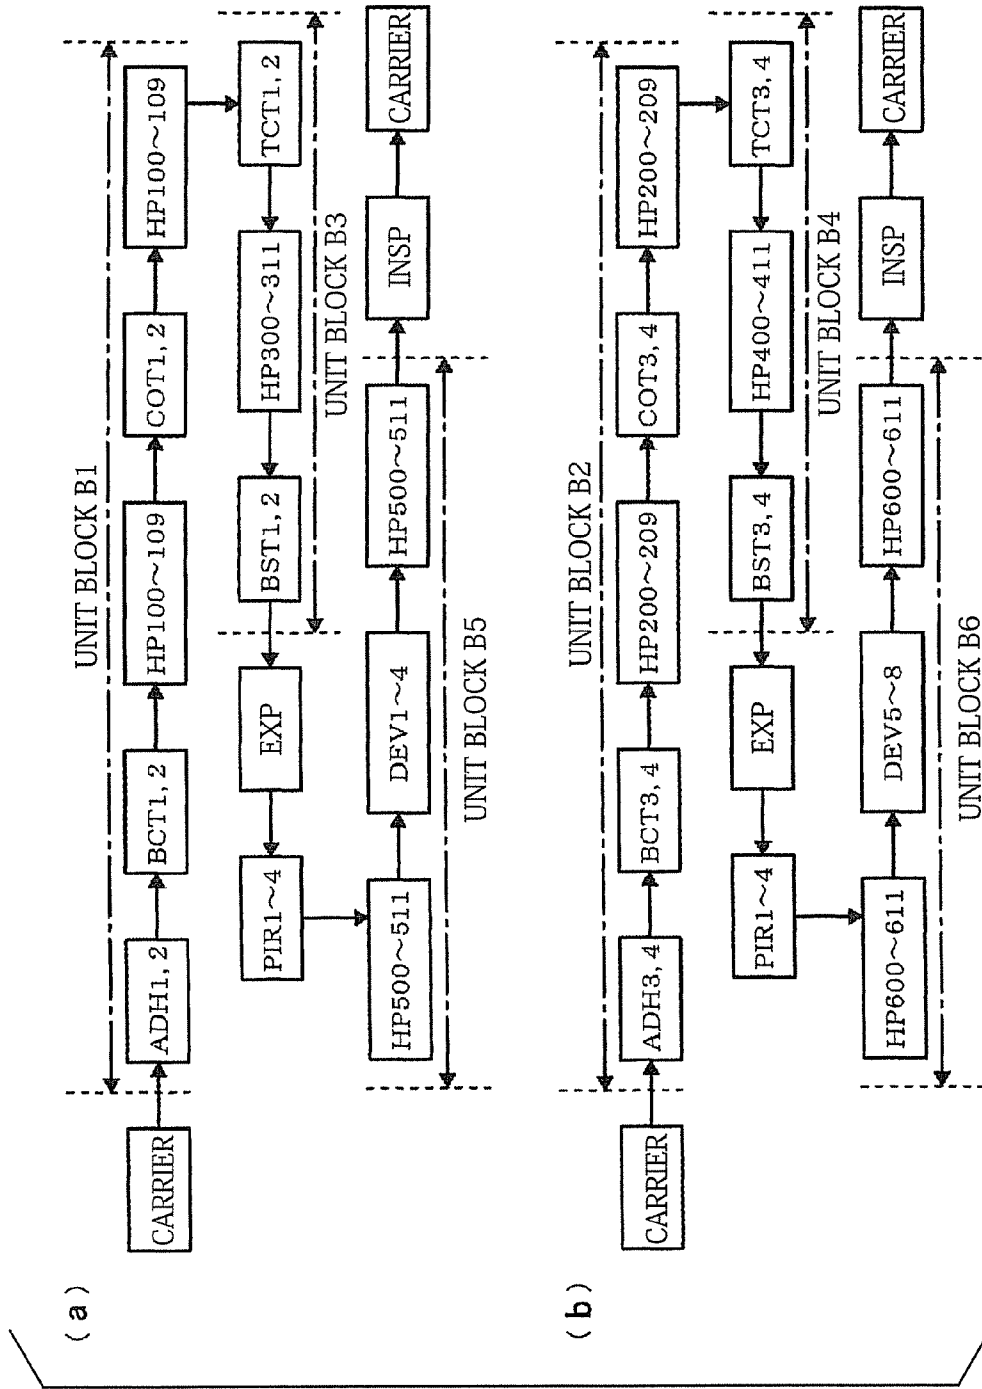 (a)
UNIT BLOCK B1
CARRIER
ADH1, 2
BCT1, 2
HP100~109
COT1, 2
HP100~109
TCT1, 2
HP300~311
BST1, 2
UNIT BLOCK B3
EXP
PIR1~4
HP500~511
DEV1~4
HP500~511
INSP
CARRIER
UNIT BLOCK B5
(b)
UNIT BLOCK B2
CARRIER
ADH3, 4
BCT3, 4
HP200~209
COT3, 4
HP200~209
TCT3, 4
HP400~411
BST3, 4
UNIT BLOCK B4
EXP
PIR1~4
HP600~611
DEV5~8
HP600~611
INSP
CARRIER
UNIT BLOCK B6